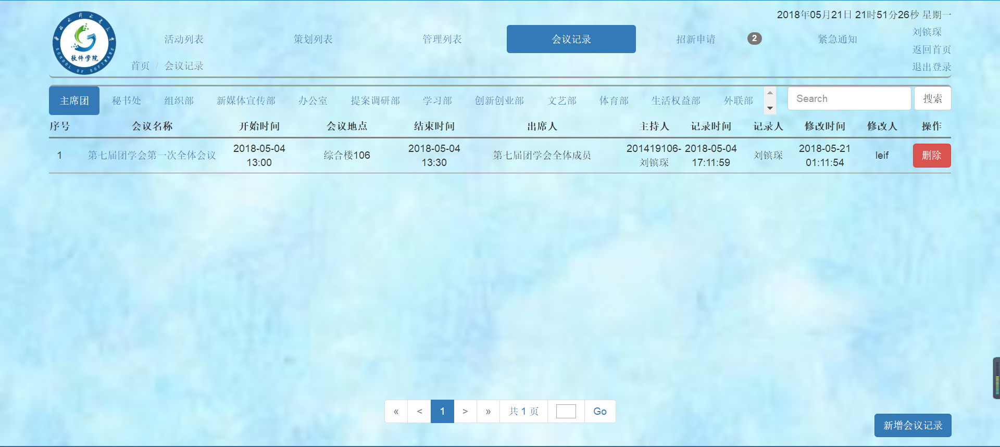 2018年05月21日 21时51分26秒 星期一
软件学院
SCHOOL OF SOFTWARE
活动列表
策划列表
管理列表
会议记录
招新申请 2
紧急通知
刘镔琛
返回首页
退出登录
首页 / 会议记录
主席团 秘书处 组织部 新媒体宣传部 办公室 提案调研部 学习部 创新创业部 文艺部 体育部 生活权益部 外联部
Search 搜索
序号 会议名称 开始时间 会议地点 结束时间 出席人 主持人 记录时间 记录人 修改时间 修改人 操作
1 第七届团学会第一次全体会议 2018-05-04 13:00 综合楼106 2018-05-04 13:30 第七届团学会全体成员 201419106-刘镔琛 2018-05-04 17:11:59 刘镔琛 2018-05-21 01:11:54 leif 删除
« < 1 > » 共 1 页 Go
新增会议记录